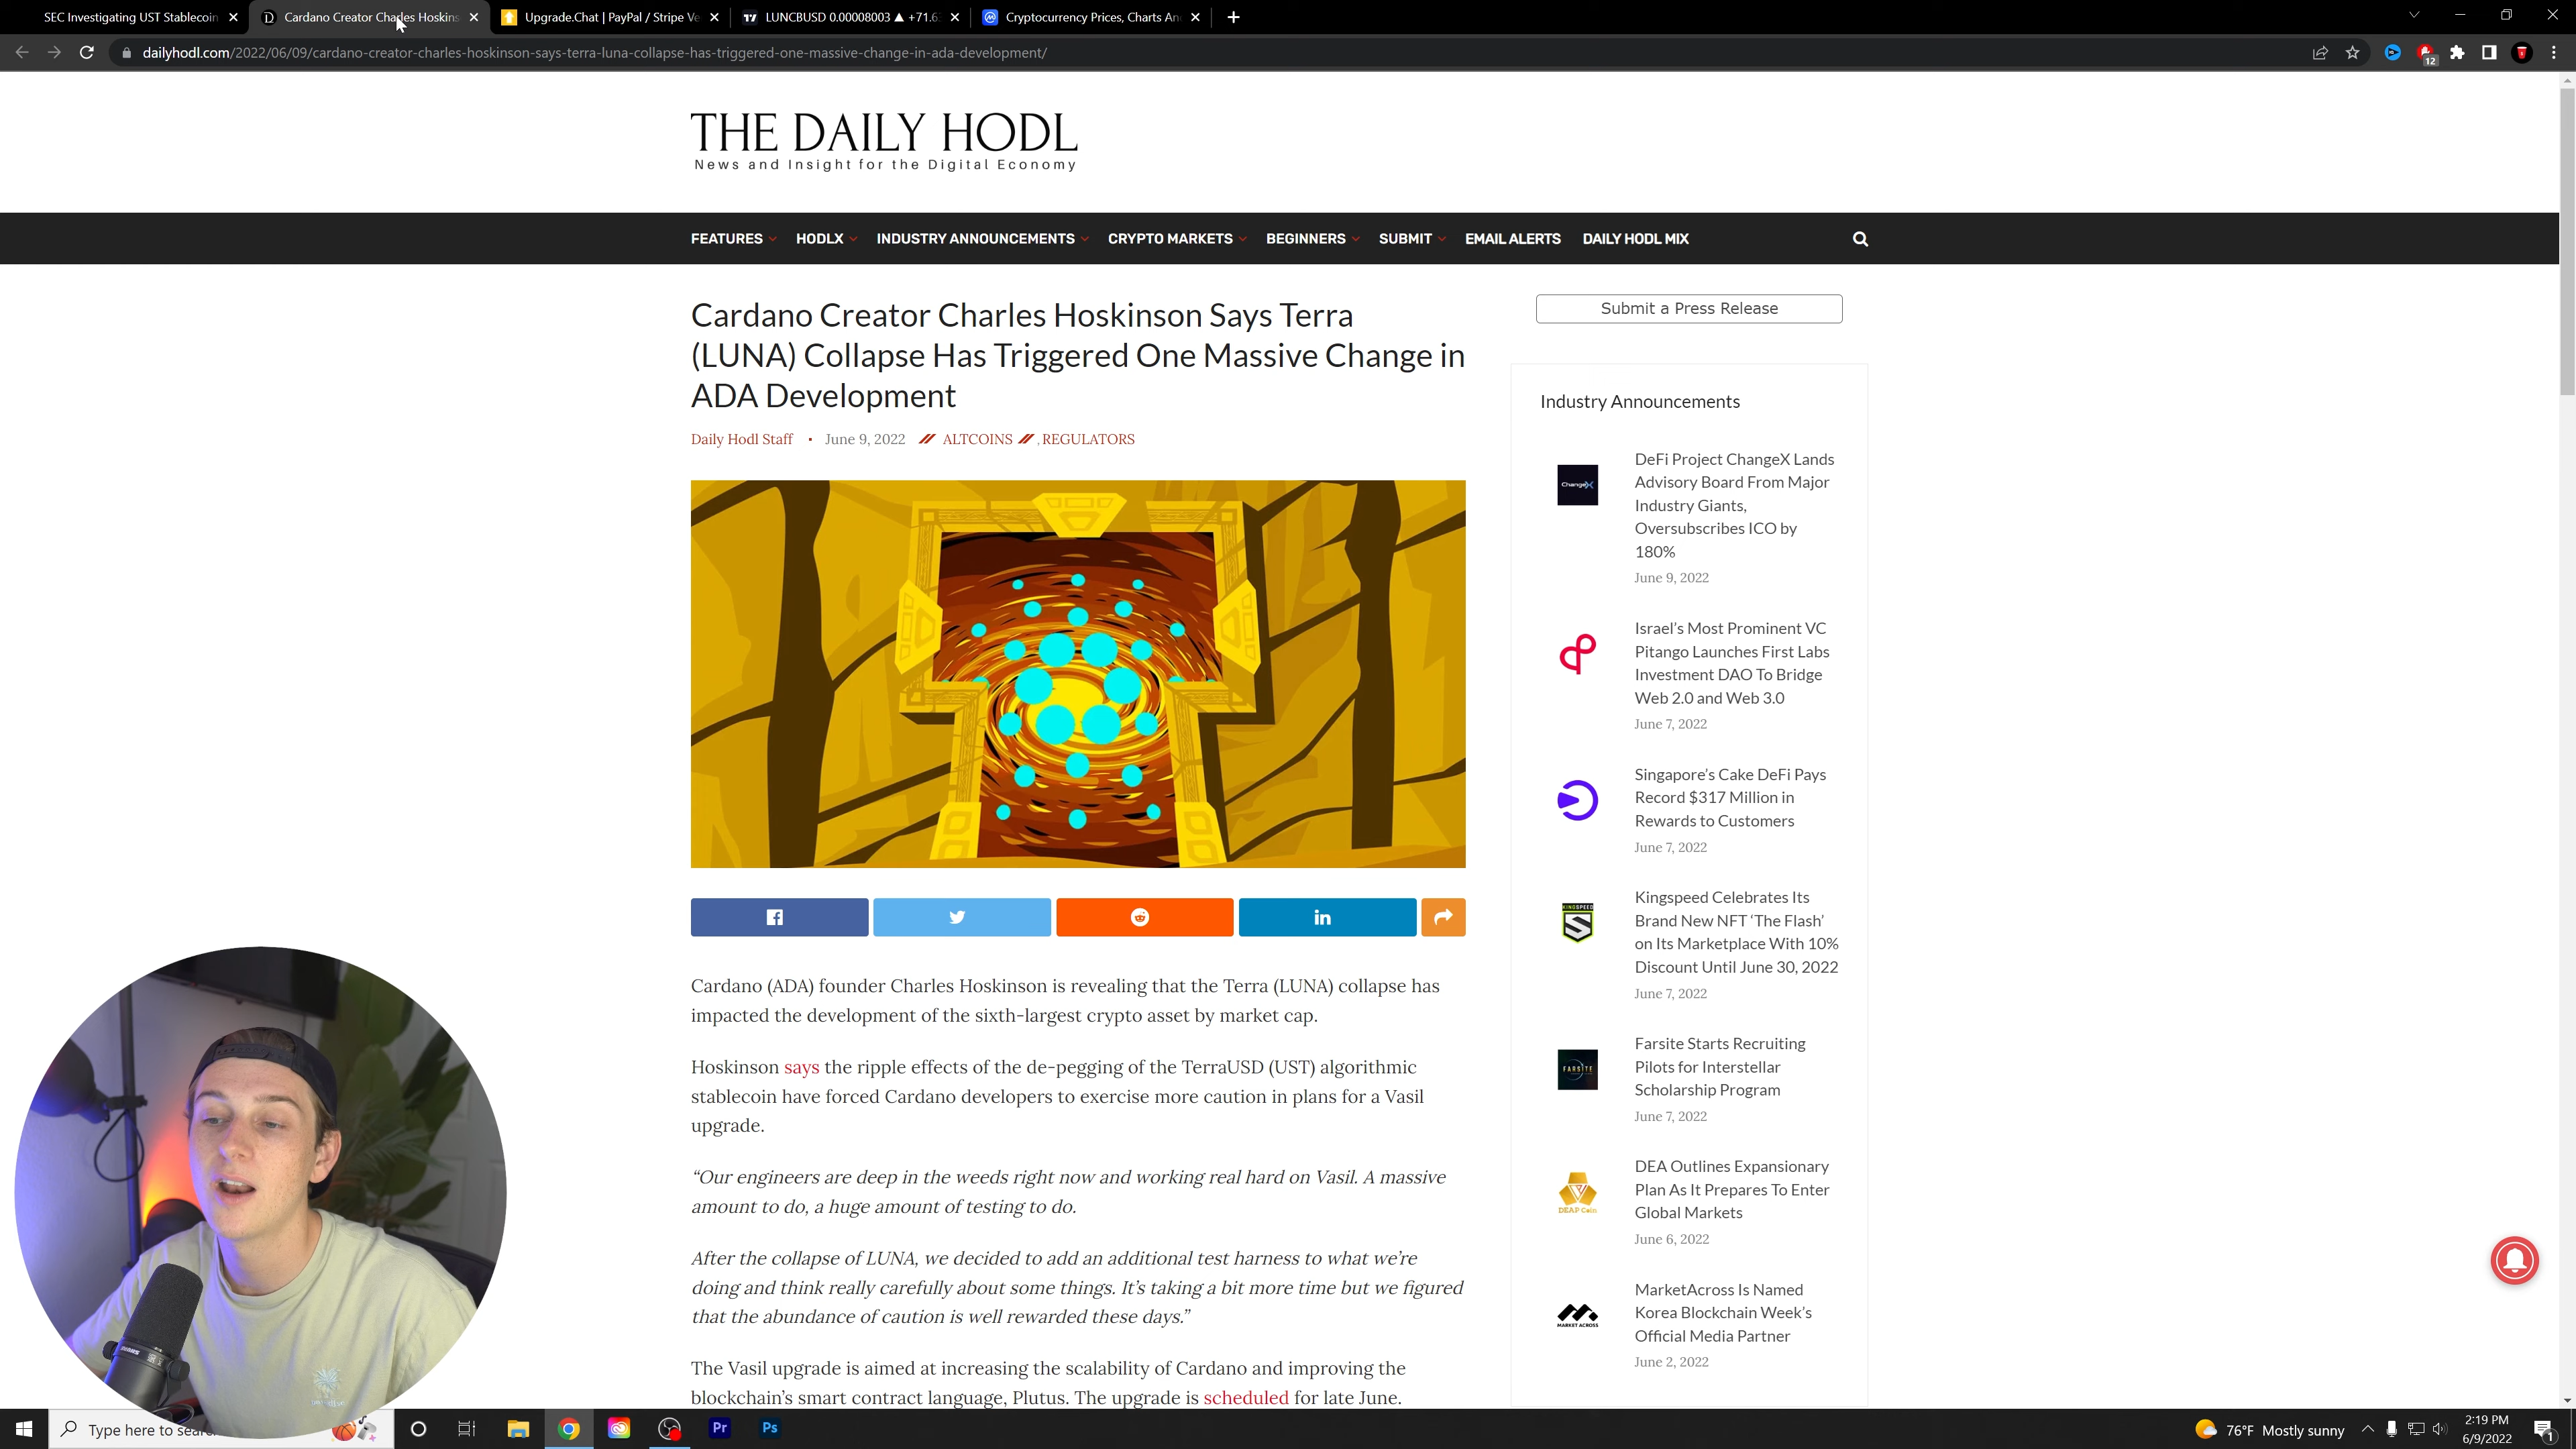 SEC Investigating UST Stablecoin
Cardano Creator Charles Hoskins
Upgrade.Chat | PayPal / Stripe Ve
LUNCBUSD 0.00008003 ▲ +71.6
Cryptocurrency Prices, Charts An
dailyhodl.com/2022/06/09/cardano-creator-charles-hoskinson-says-terra-luna-collapse-has-triggered-one-massive-change-in-ada-development/
12
THE DAILY HODL
News and Insight for the Digital Economy
FEATURES HODLX INDUSTRY ANNOUNCEMENTS CRYPTO MARKETS BEGINNERS SUBMIT EMAIL ALERTS DAILY HODL MIX
Cardano Creator Charles Hoskinson Says Terra
(LUNA) Collapse Has Triggered One Massive Change in
ADA Development
Daily Hodl Staff • June 9, 2022 ALTCOINS , REGULATORS
Cardano (ADA) founder Charles Hoskinson is revealing that the Terra (LUNA) collapse has
impacted the development of the sixth-largest crypto asset by market cap.
Hoskinson says the ripple effects of the de-pegging of the TerraUSD (UST) algorithmic
stablecoin have forced Cardano developers to exercise more caution in plans for a Vasil
upgrade.
“Our engineers are deep in the weeds right now and working real hard on Vasil. A massive
amount to do, a huge amount of testing to do.
After the collapse of LUNA, we decided to add an additional test harness to what we’re
doing and think really carefully about some things. It’s taking a bit more time but we figured
that the abundance of caution is well rewarded these days.”
The Vasil upgrade is aimed at increasing the scalability of Cardano and improving the
blockchain’s smart contract language, Plutus. The upgrade is scheduled for late June.
Submit a Press Release
Industry Announcements
ChangeX
DeFi Project ChangeX Lands
Advisory Board From Major
Industry Giants,
Oversubscribes ICO by
180%
June 9, 2022
Israel’s Most Prominent VC
Pitango Launches First Labs
Investment DAO To Bridge
Web 2.0 and Web 3.0
June 7, 2022
Singapore’s Cake DeFi Pays
Record $317 Million in
Rewards to Customers
June 7, 2022
KINGSPEED
Kingspeed Celebrates Its
Brand New NFT ‘The Flash’
on Its Marketplace With 10%
Discount Until June 30, 2022
June 7, 2022
FARSITE
Farsite Starts Recruiting
Pilots for Interstellar
Scholarship Program
June 7, 2022
DEAP Coin
DEA Outlines Expansionary
Plan As It Prepares To Enter
Global Markets
June 6, 2022
MARKET ACROSS
MarketAcross Is Named
Korea Blockchain Week’s
Official Media Partner
June 2, 2022
Type here to sear
Pr
Ps
76°F Mostly sunny
2:19 PM
6/9/2022
1